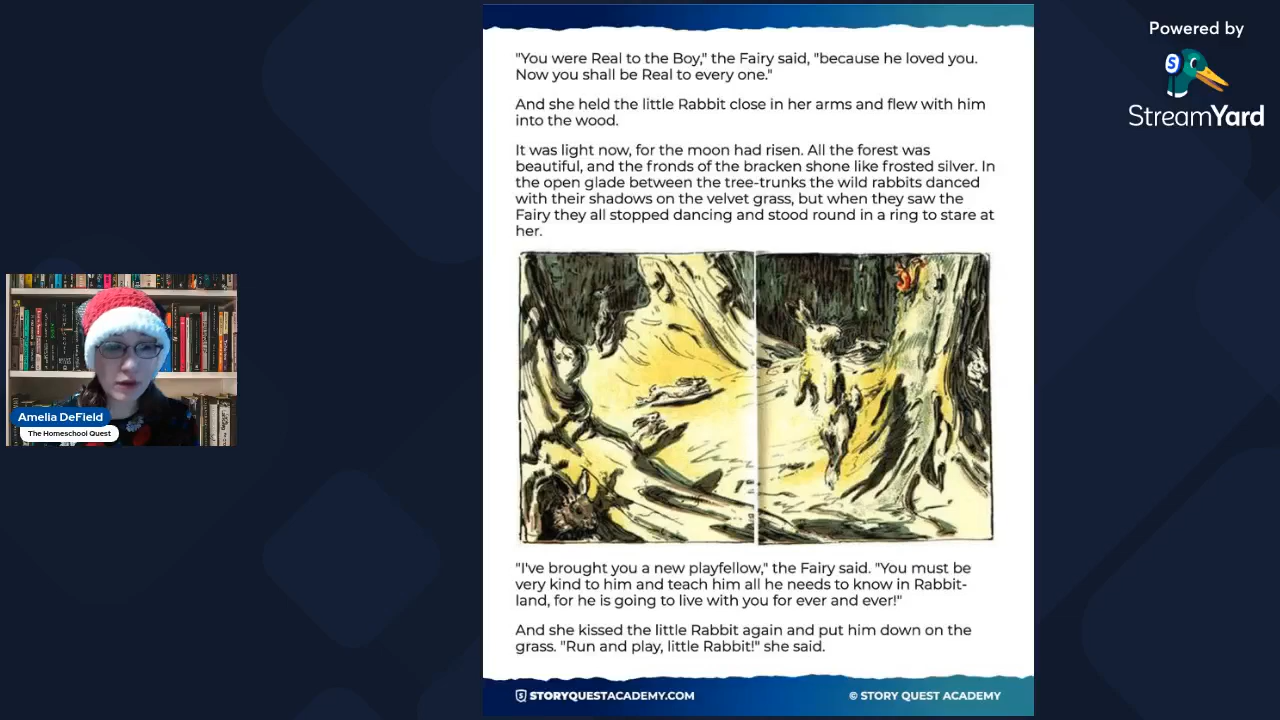 "You were Real to the Boy," the Fairy said, "because he loved you.
Now you shall be Real to every one."
And she held the little Rabbit close in her arms and flew with him
into the wood.
It was light now, for the moon had risen. All the forest was
beautiful, and the fronds of the bracken shone like frosted silver. In
the open glade between the tree-trunks the wild rabbits danced
with their shadows on the velvet grass, but when they saw the
Fairy they all stopped dancing and stood round in a ring to stare at
her.
"I've brought you a new playfellow," the Fairy said. "You must be
very kind to him and teach him all he needs to know in Rabbit-
land, for he is going to live with you for ever and ever!"
And she kissed the little Rabbit again and put him down on the
grass. "Run and play, little Rabbit!" she said.
STORYQUESTACADEMY.COM
© STORY QUEST ACADEMY
Amelia DeField
The Homeschool Quest
Powered by
StreamYard